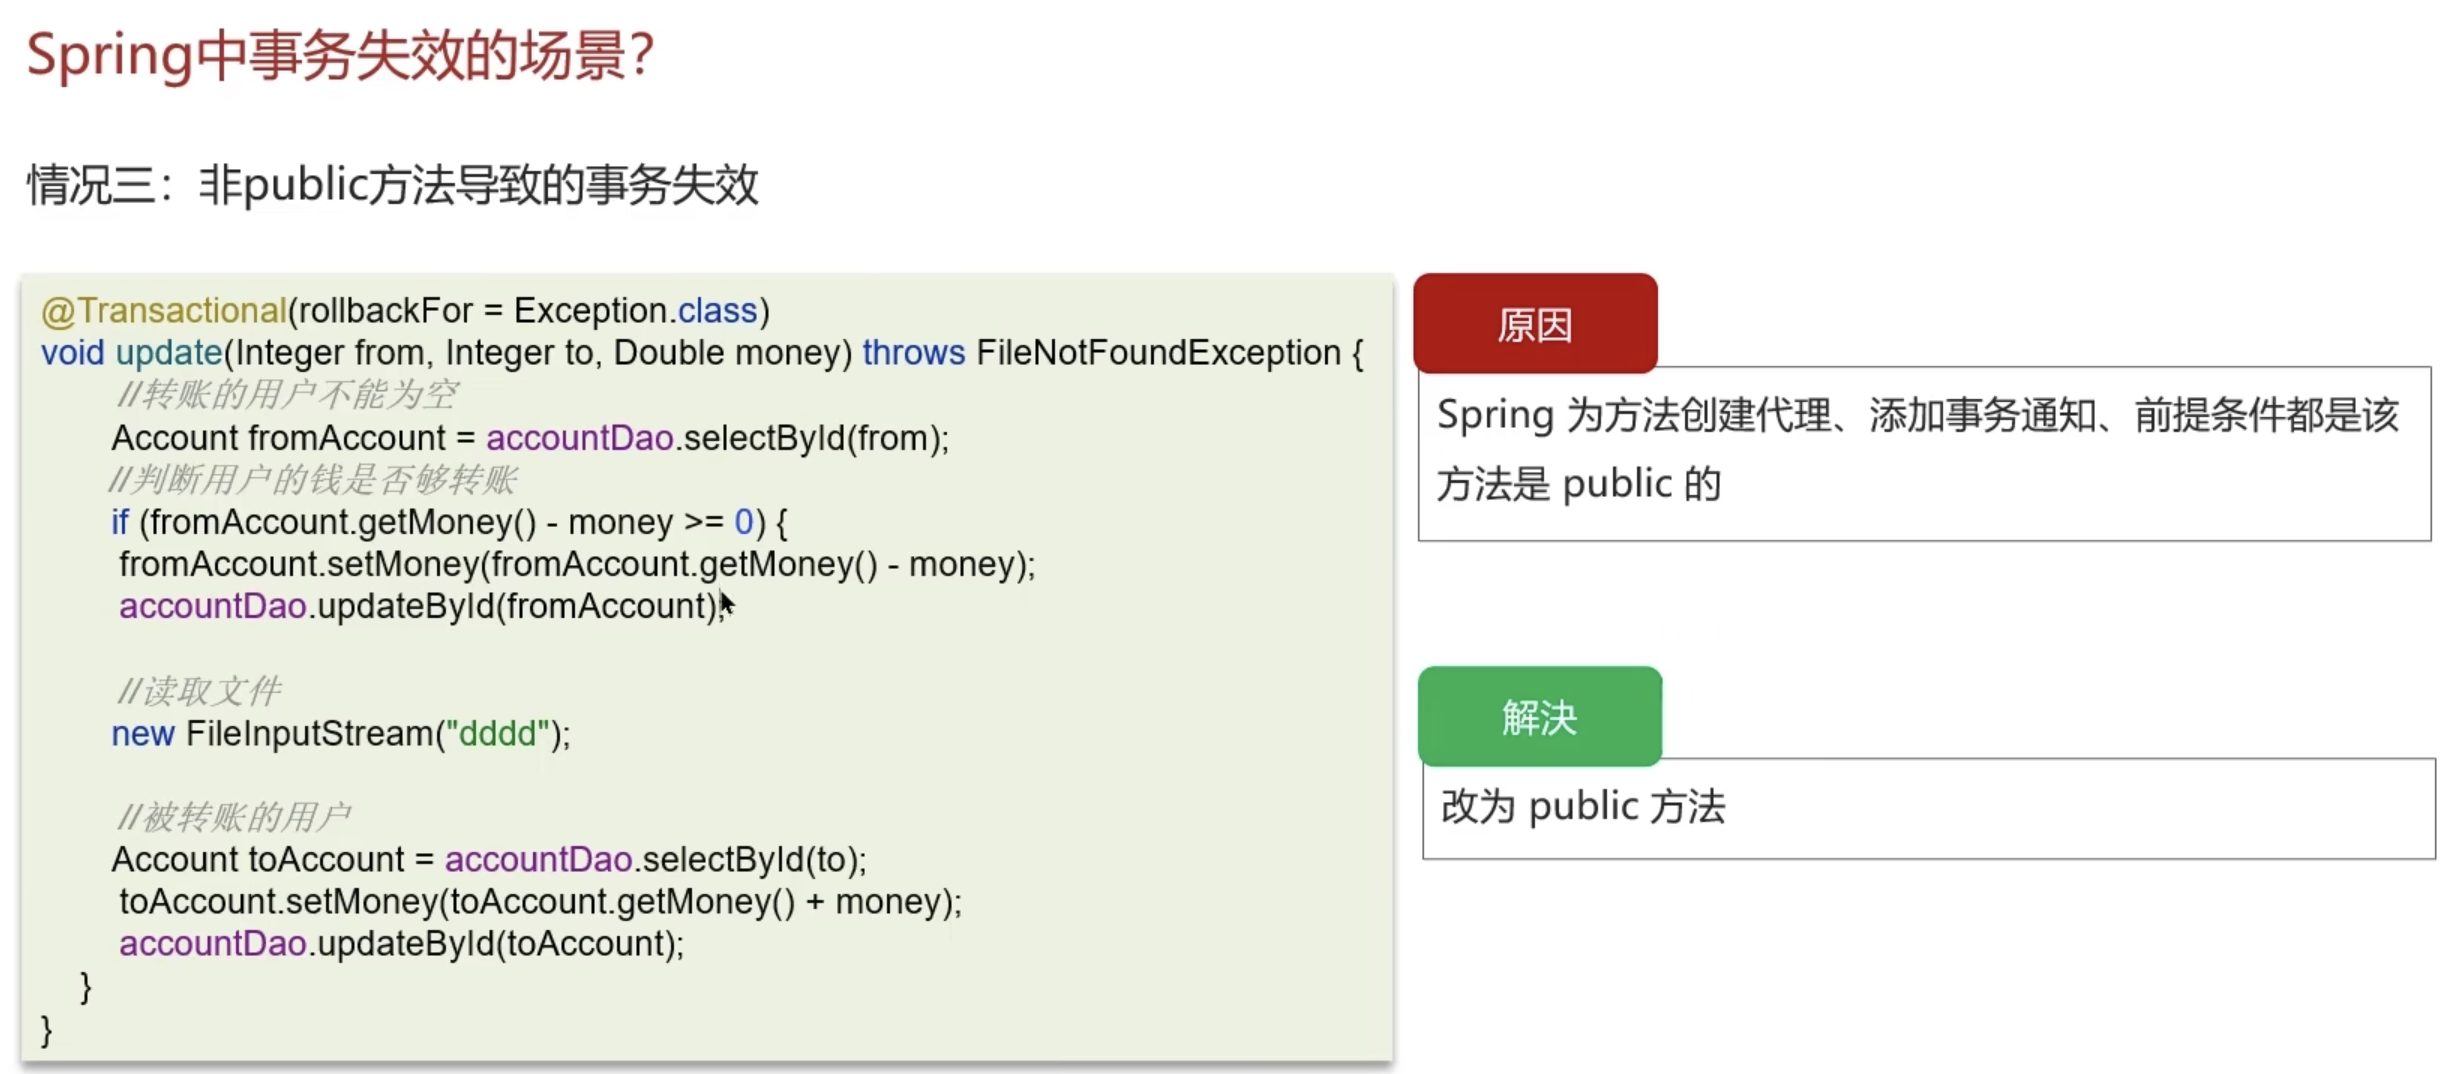 Spring中事务失效的场景？
情况三：非public方法导致的事务失效
@Transactional(rollbackFor = Exception.class)
void update(Integer from, Integer to, Double money) throws FileNotFoundException {
//转账的用户不能为空
Account fromAccount = accountDao.selectById(from);
//判断用户的钱是否够转账
if (fromAccount.getMoney() - money >= 0) {
fromAccount.setMoney(fromAccount.getMoney() - money);
accountDao.updateById(fromAccount);
//读取文件
new FileInputStream("dddd");
//被转账的用户
Account toAccount = accountDao.selectById(to);
toAccount.setMoney(toAccount.getMoney() + money);
accountDao.updateById(toAccount);
}
}
原因
Spring 为方法创建代理、添加事务通知、前提条件都是该
方法是 public 的
解決
改为 public 方法